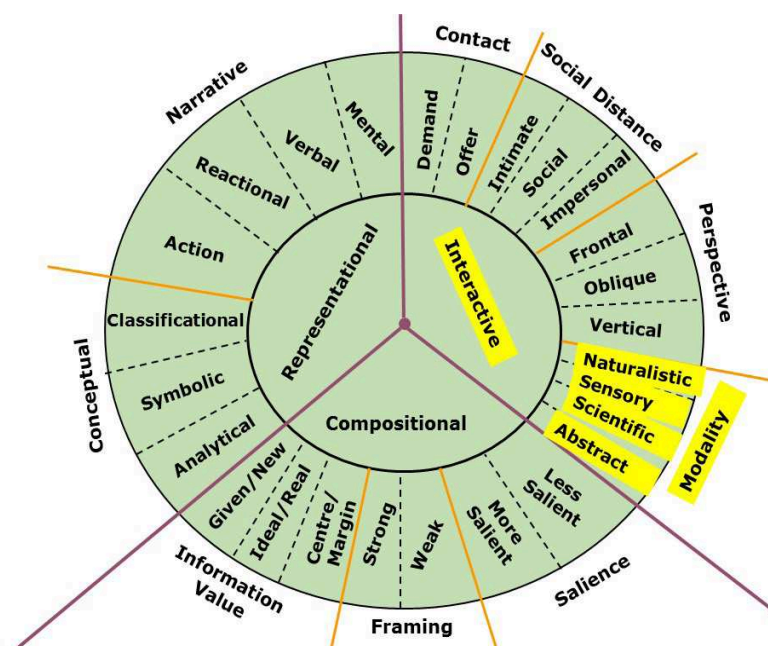 Contact
Social Distance
Narrative
Mental
Demand
Offer
Intimate
Social
Impersonal
Verbal
Reactional
Action
Frontal
Oblique
Vertical
Perspective
Representational
Interactive
Classificational
Symbolic
Analytical
Conceptual
Compositional
Naturalistic
Sensory
Scientific
Abstract
Modality
Given/New
Ideal/Real
Centre/
Margin
Strong
Weak
More
Salient
Less
Salient
Information
Value
Framing
Salience